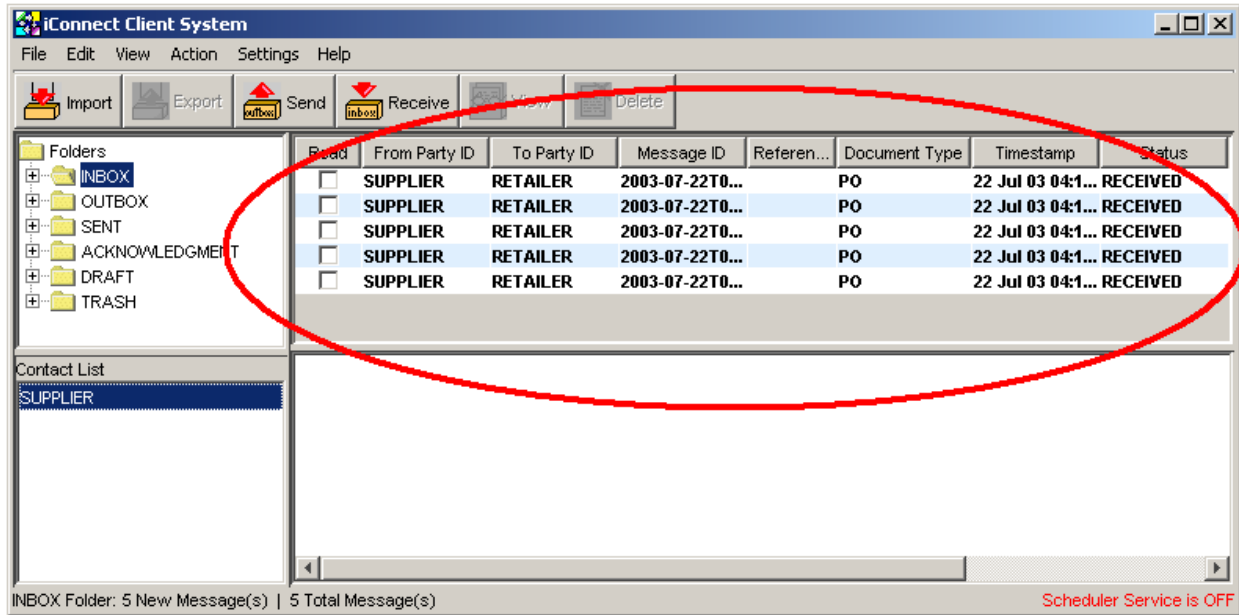 iConnect Client System
File Edit View Action Settings Help
Import Export outbox Send inbox Receive View Delete
Folders
INBOX
OUTBOX
SENT
ACKNOWLEDGMENT
DRAFT
TRASH
Read From Party ID To Party ID Message ID Referen... Document Type Timestamp Status
SUPPLIER RETAILER 2003-07-22T0... PO 22 Jul 03 04:1... RECEIVED
SUPPLIER RETAILER 2003-07-22T0... PO 22 Jul 03 04:1... RECEIVED
SUPPLIER RETAILER 2003-07-22T0... PO 22 Jul 03 04:1... RECEIVED
SUPPLIER RETAILER 2003-07-22T0... PO 22 Jul 03 04:1... RECEIVED
SUPPLIER RETAILER 2003-07-22T0... PO 22 Jul 03 04:1... RECEIVED
Contact List
SUPPLIER
INBOX Folder: 5 New Message(s) | 5 Total Message(s)
Scheduler Service is OFF